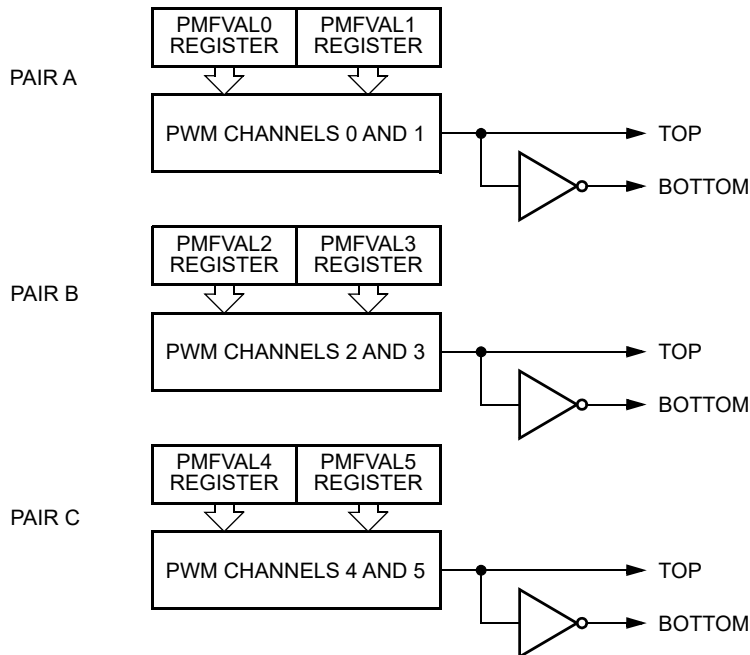 PMFVAL0 REGISTER
PMFVAL1 REGISTER
PAIR A
PWM CHANNELS 0 AND 1
TOP
BOTTOM
PMFVAL2 REGISTER
PMFVAL3 REGISTER
PAIR B
PWM CHANNELS 2 AND 3
TOP
BOTTOM
PMFVAL4 REGISTER
PMFVAL5 REGISTER
PAIR C
PWM CHANNELS 4 AND 5
TOP
BOTTOM